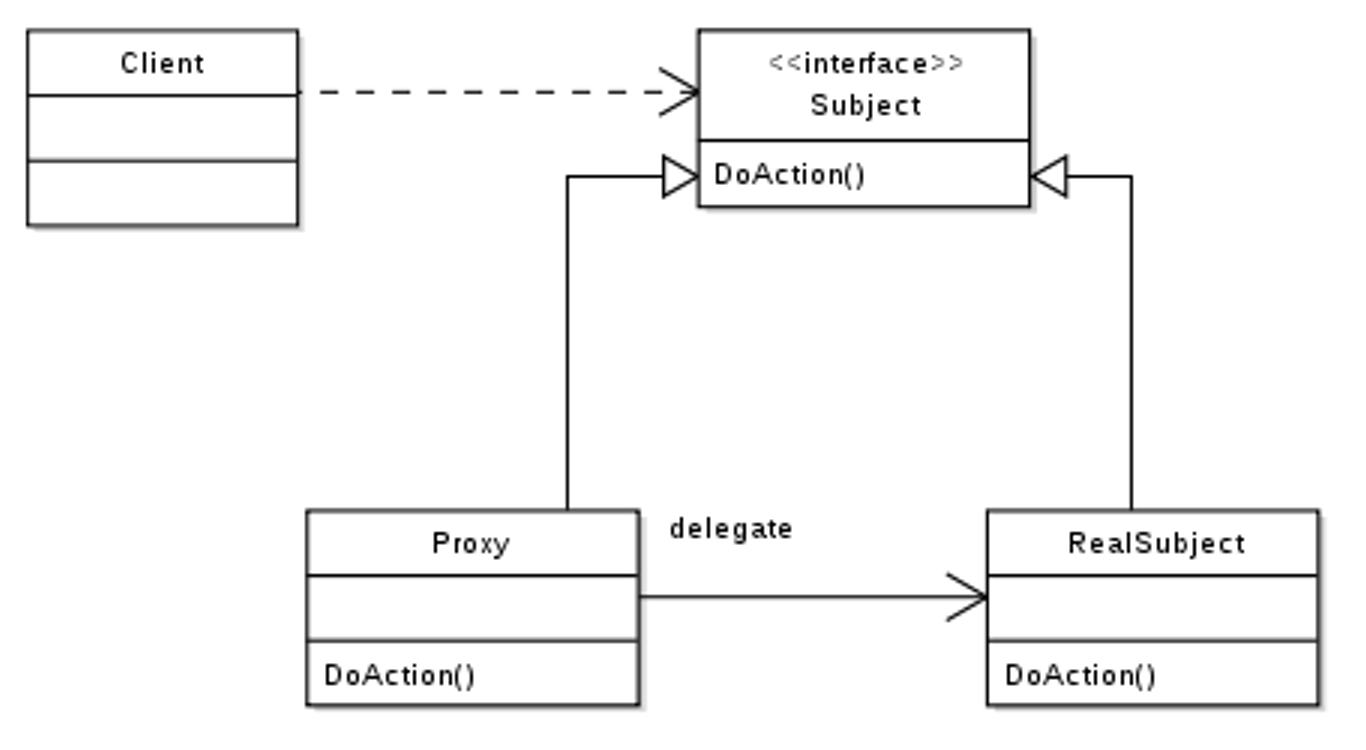 Client
<<interface>>
Subject
DoAction()
Proxy
delegate
RealSubject
DoAction()
DoAction()